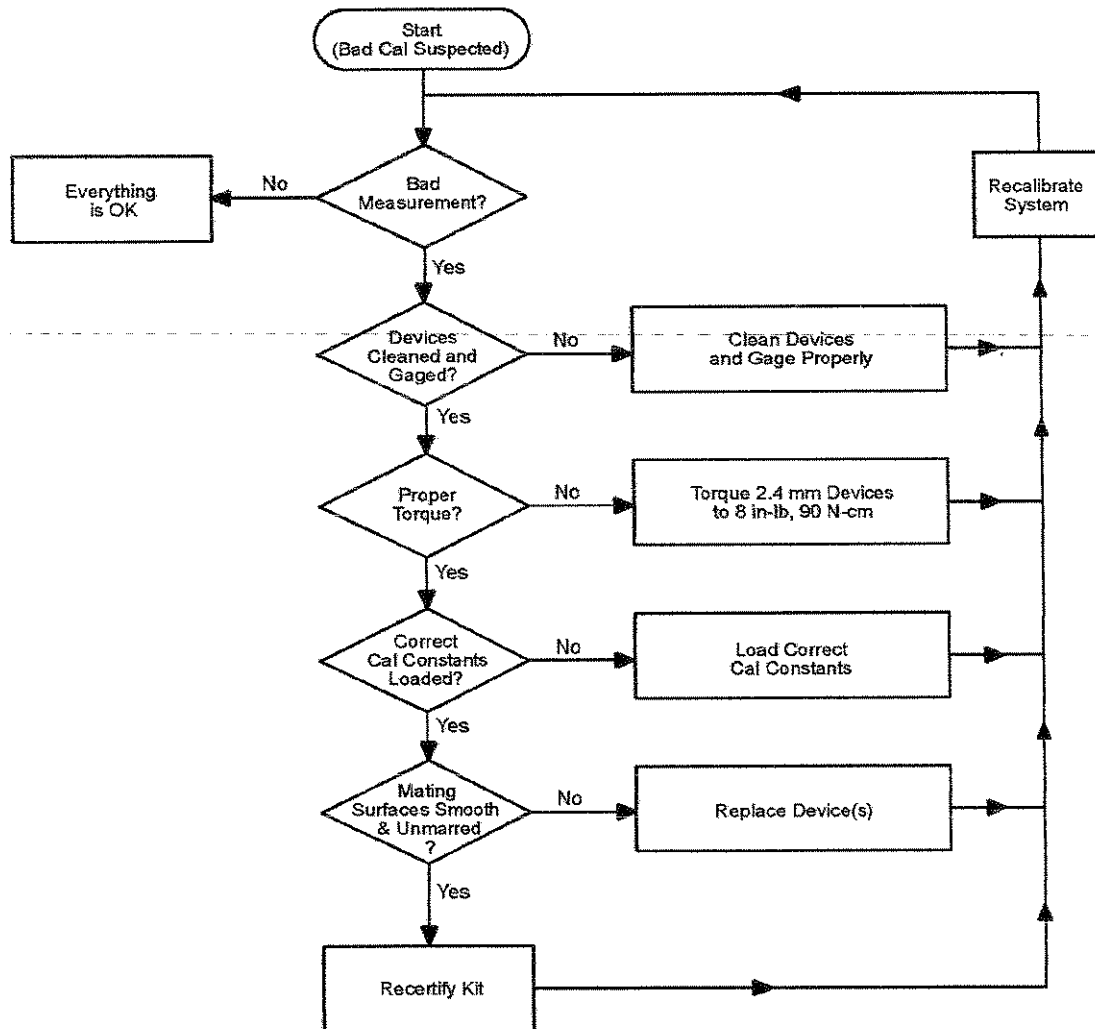 Start
(Bad Cal Suspected)
Bad
Measurement?
No
Everything
is OK
Recalibrate
System
Yes
Devices
Cleaned and
Gaged?
No
Clean Devices
and Gage Properly
Yes
Proper
Torque?
No
Torque 2.4 mm Devices
to 8 in-lb, 90 N-cm
Yes
Correct
Cal Constants
Loaded?
No
Load Correct
Cal Constants
Yes
Mating
Surfaces Smooth
& Unmarred
?
No
Replace Device(s)
Yes
Recertify Kit